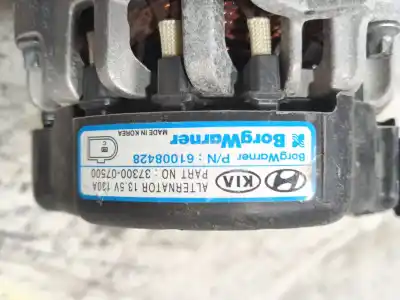 ALTERNATOR 13.5V 130A
PART NO : 37300-07500
KIA
BorgWarner P/N : 61008428
BorgWarner
MADE IN KOREA
C